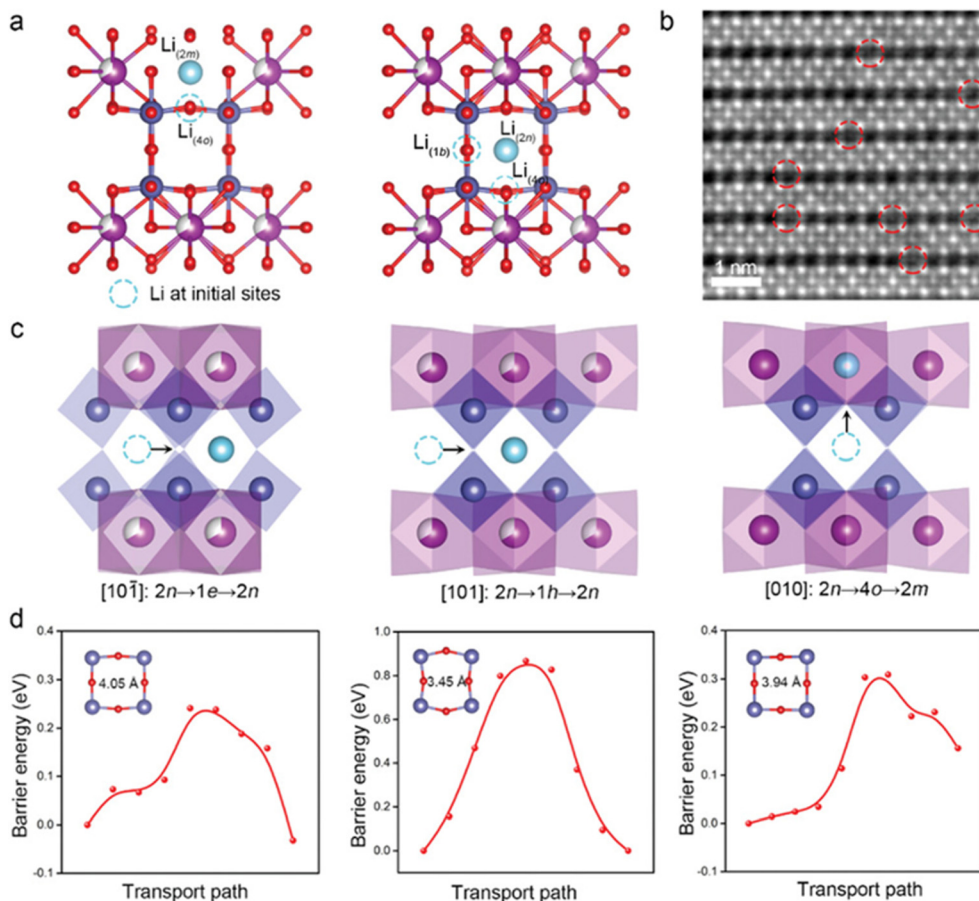 a
Li(2m)
Li(4o)
Li(1b)
Li(2n)
Li(4o)
Li at initial sites
b
1 nm
c
[101̄]: 2n→1e→2n
[101]: 2n→1h→2n
[010]: 2n→4o→2m
d
Barrier energy (eV)
0.4
0.3
0.2
0.1
0.0
-0.1
4.05 Å
Transport path
Barrier energy (eV)
1.0
0.8
0.6
0.4
0.2
0.0
3.45 Å
Transport path
Barrier energy (eV)
0.4
0.3
0.2
0.1
0.0
-0.1
3.94 Å
Transport path